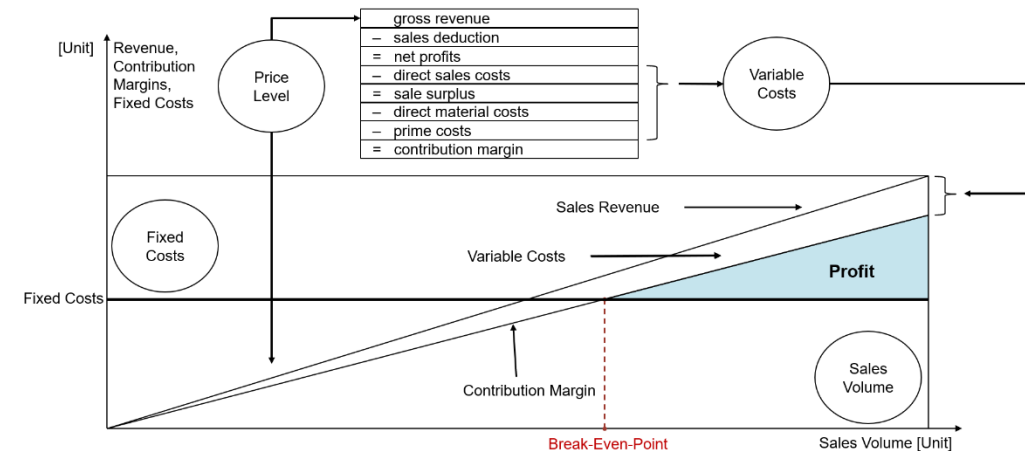 [Unit]
Revenue,
Contribution
Margins,
Fixed Costs
Price
Level
gross revenue
– sales deduction
= net profits
– direct sales costs
= sale surplus
– direct material costs
– prime costs
= contribution margin
Variable
Costs
Sales Revenue
Fixed
Costs
Variable Costs
Profit
Fixed Costs
Contribution Margin
Sales
Volume
Break-Even-Point
Sales Volume [Unit]